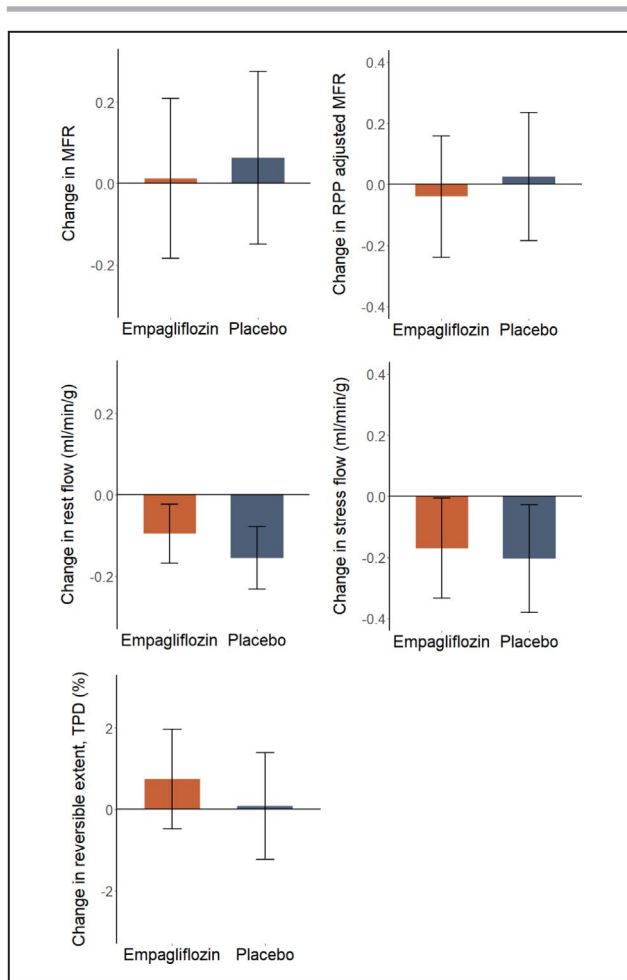 Change in MFR
0.2
0.0
-0.2
Empagliflozin Placebo
Change in RPP adjusted MFR
0.4
0.2
0.0
-0.2
-0.4
Empagliflozin Placebo
Change in rest flow (ml/min/g)
0.2
0.0
-0.2
Empagliflozin Placebo
Change in stress flow (ml/min/g)
0.4
0.2
0.0
-0.2
-0.4
Empagliflozin Placebo
Change in reversible extent, TPD (%)
2
0
-2
Empagliflozin Placebo